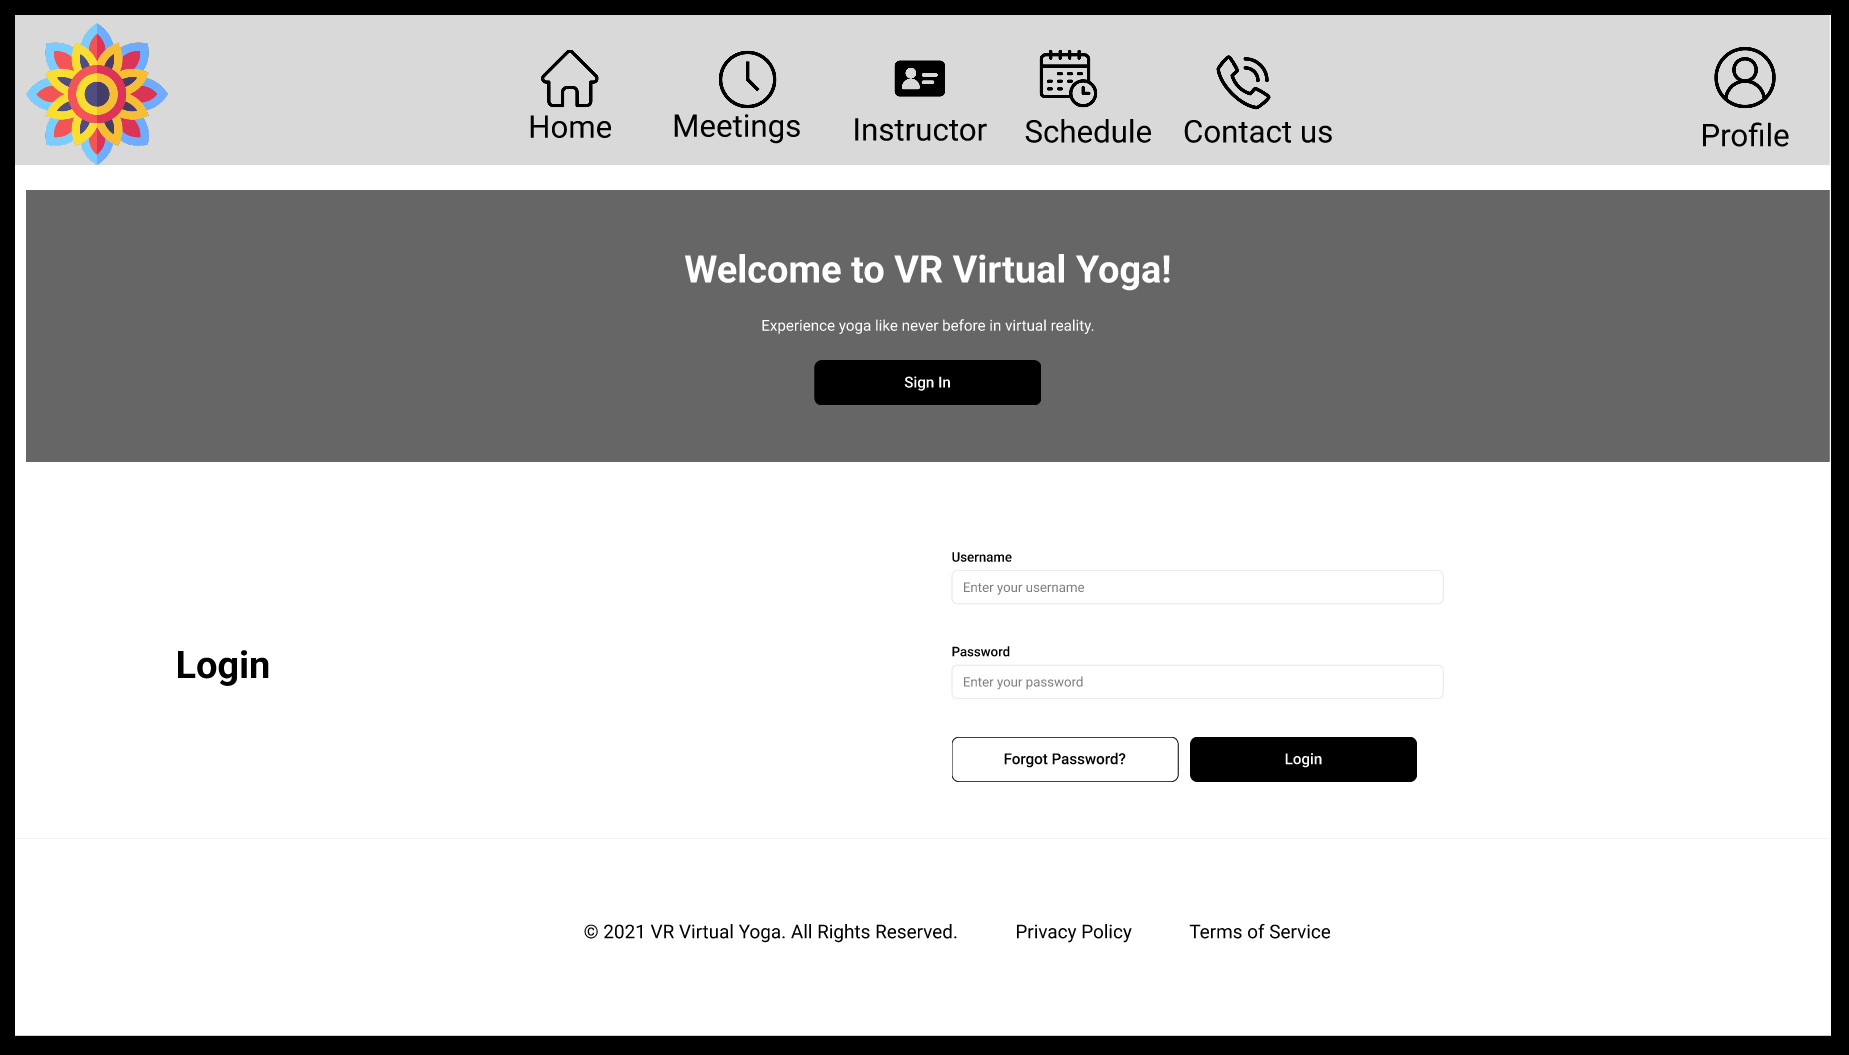 Home
Meetings
Instructor
Schedule
Contact us
Profile
Welcome to VR Virtual Yoga!
Experience yoga like never before in virtual reality.
Sign In
Login
Username
Enter your username
Password
Enter your password
Forgot Password?
Login
© 2021 VR Virtual Yoga. All Rights Reserved.
Privacy Policy
Terms of Service